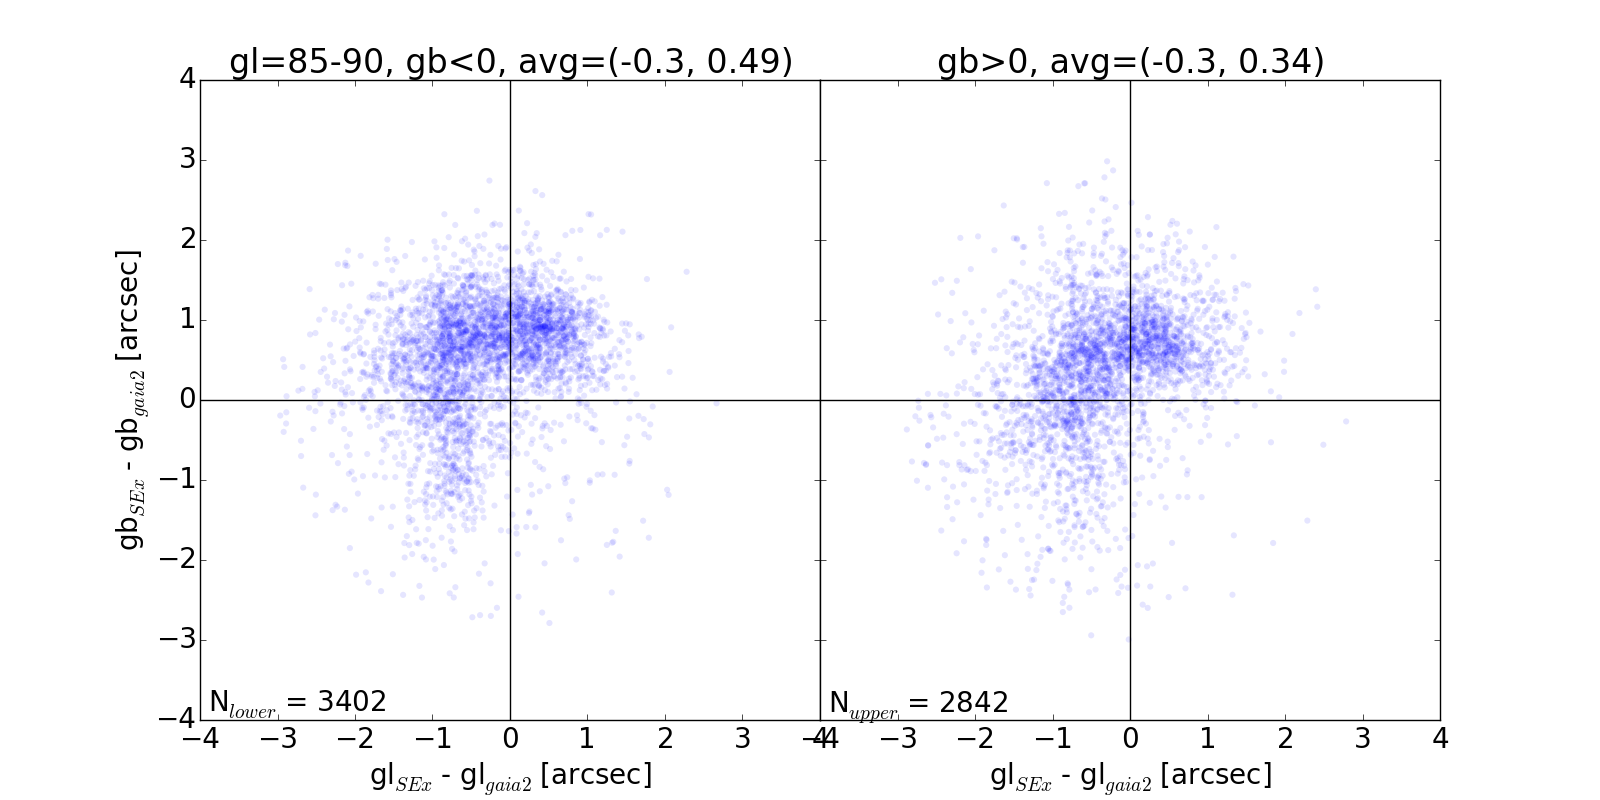 gl=85-90, gb<0, avg=(-0.3, 0.49)
gb>0, avg=(-0.3, 0.34)
4
3
2
1
0
−1
−2
−3
−4
gb_SEx - gb_gaia2 [arcsec]
N_lower = 3402
N_upper = 2842
−4 −3 −2 −1 0 1 2 3 4
−4 −3 −2 −1 0 1 2 3 4
gl_SEx - gl_gaia2 [arcsec]
gl_SEx - gl_gaia2 [arcsec]